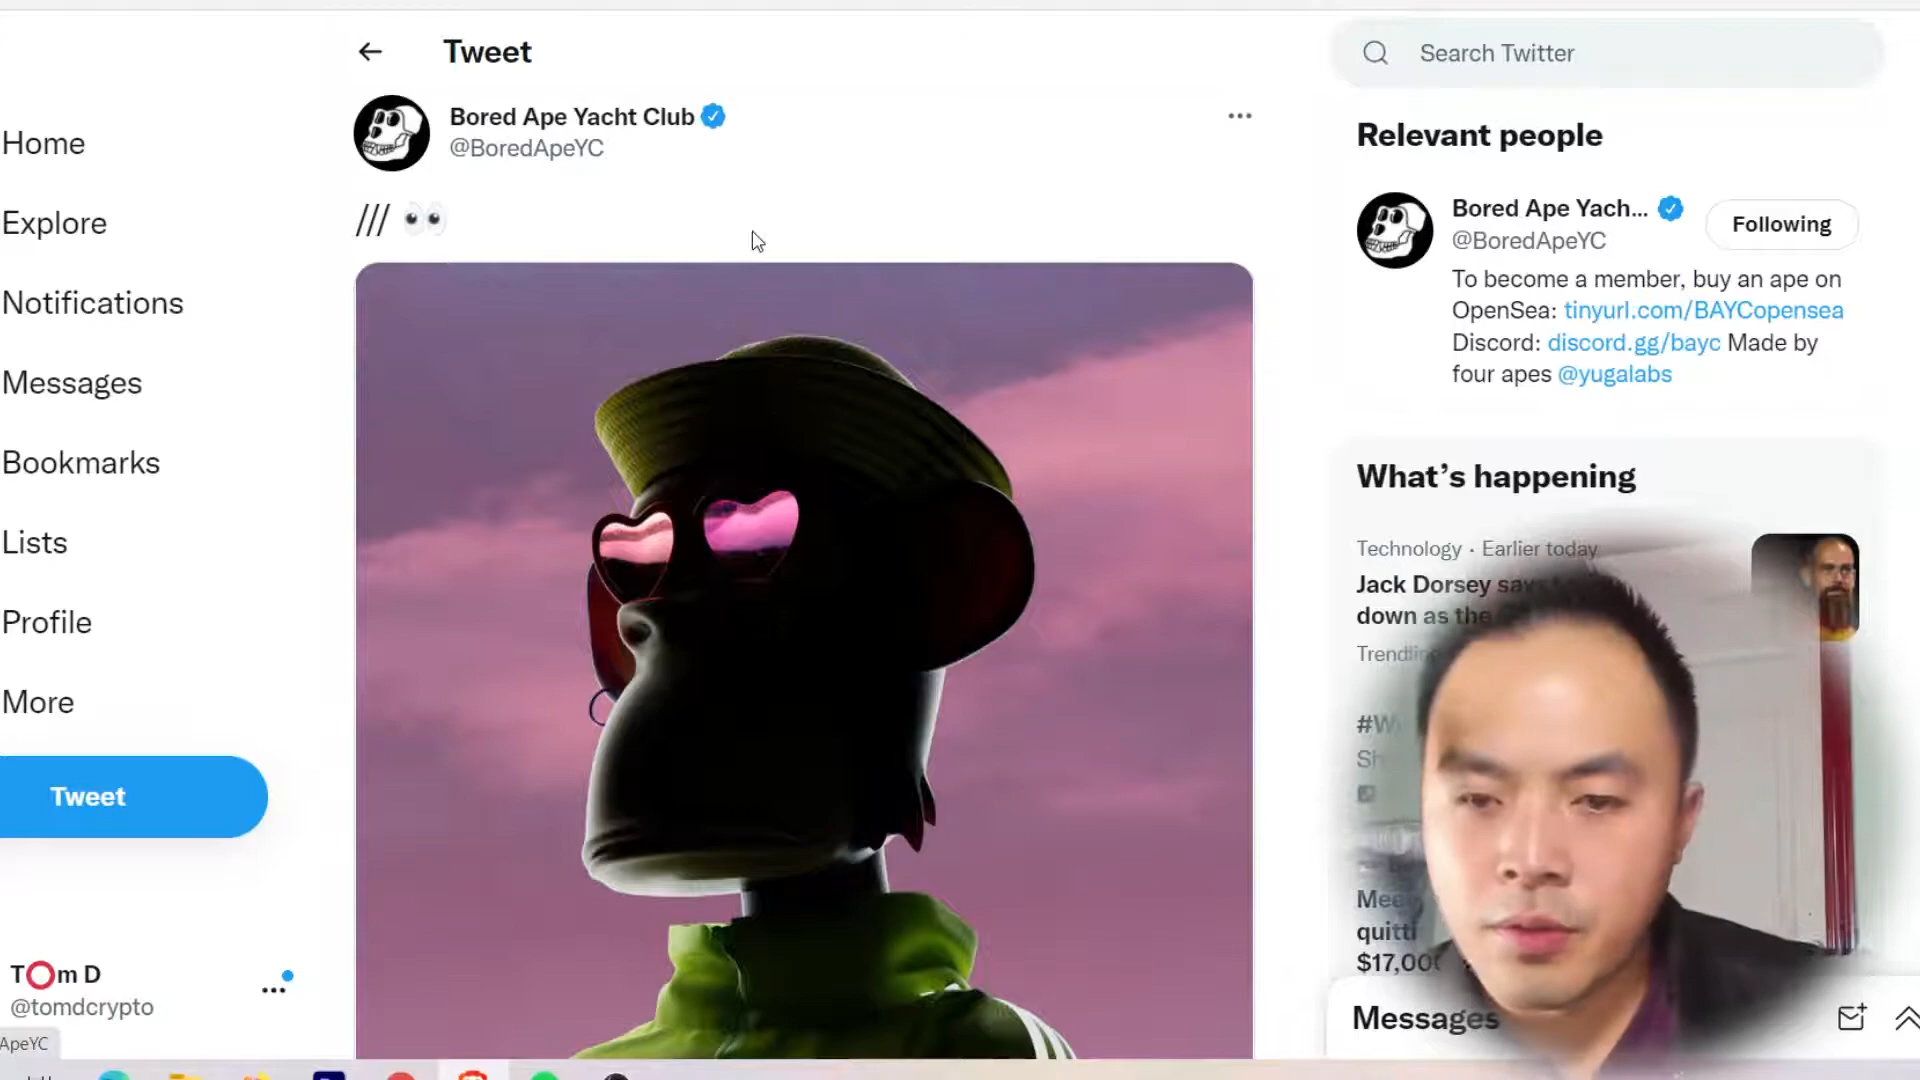 Tweet
Search Twitter
Bored Ape Yacht Club
@BoredApeYC
///
Home
Explore
Notifications
Messages
Bookmarks
Lists
Profile
More
Tweet
TOm D
@tomdcrypto
ApeYC
Relevant people
Bored Ape Yach...
@BoredApeYC
Following
To become a member, buy an ape on
OpenSea: tinyurl.com/BAYCopensea
Discord: discord.gg/bayc Made by
four apes @yugalabs
What's happening
Technology · Earlier today
Jack Dorsey
down as the
Messages